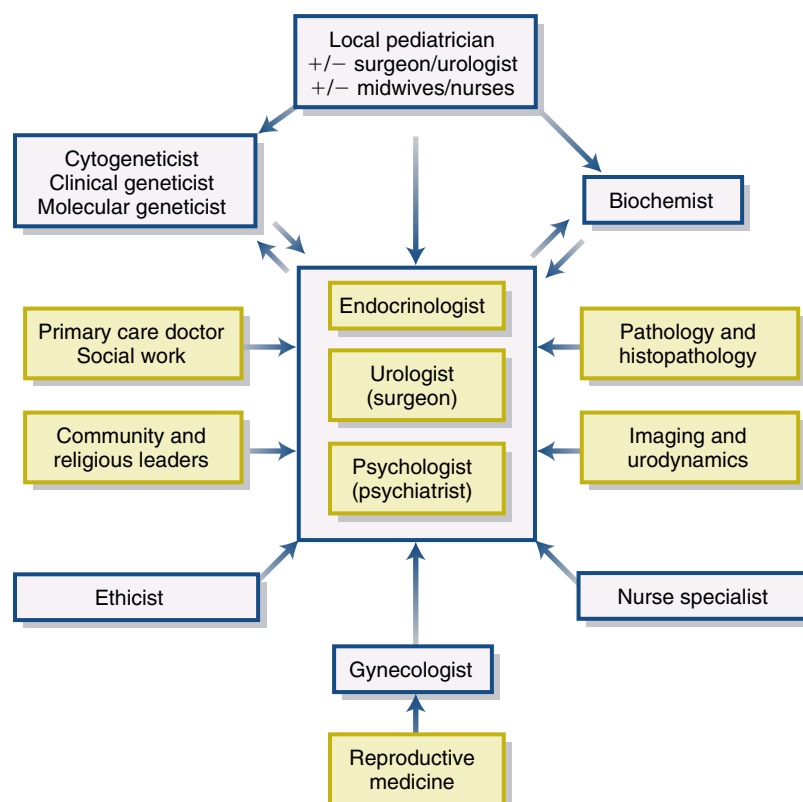 Local pediatrician
+/− surgeon/urologist
+/− midwives/nurses
Cytogeneticist
Clinical geneticist
Molecular geneticist
Biochemist
Endocrinologist
Urologist
(surgeon)
Psychologist
(psychiatrist)
Primary care doctor
Social work
Community and
religious leaders
Pathology and
histopathology
Imaging and
urodynamics
Ethicist
Nurse specialist
Gynecologist
Reproductive
medicine